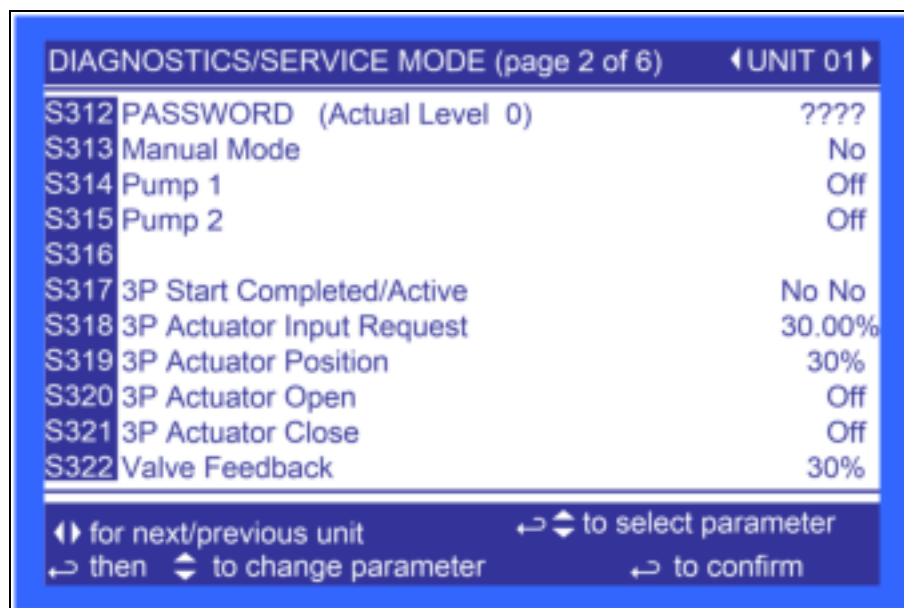 DIAGNOSTICS/SERVICE MODE (page 2 of 6) UNIT 01
S312 PASSWORD (Actual Level 0) ????
S313 Manual Mode No
S314 Pump 1 Off
S315 Pump 2 Off
S316
S317 3P Start Completed/Active No No
S318 3P Actuator Input Request 30.00%
S319 3P Actuator Position 30%
S320 3P Actuator Open Off
S321 3P Actuator Close Off
S322 Valve Feedback 30%
for next/previous unit to select parameter
then to change parameter to confirm